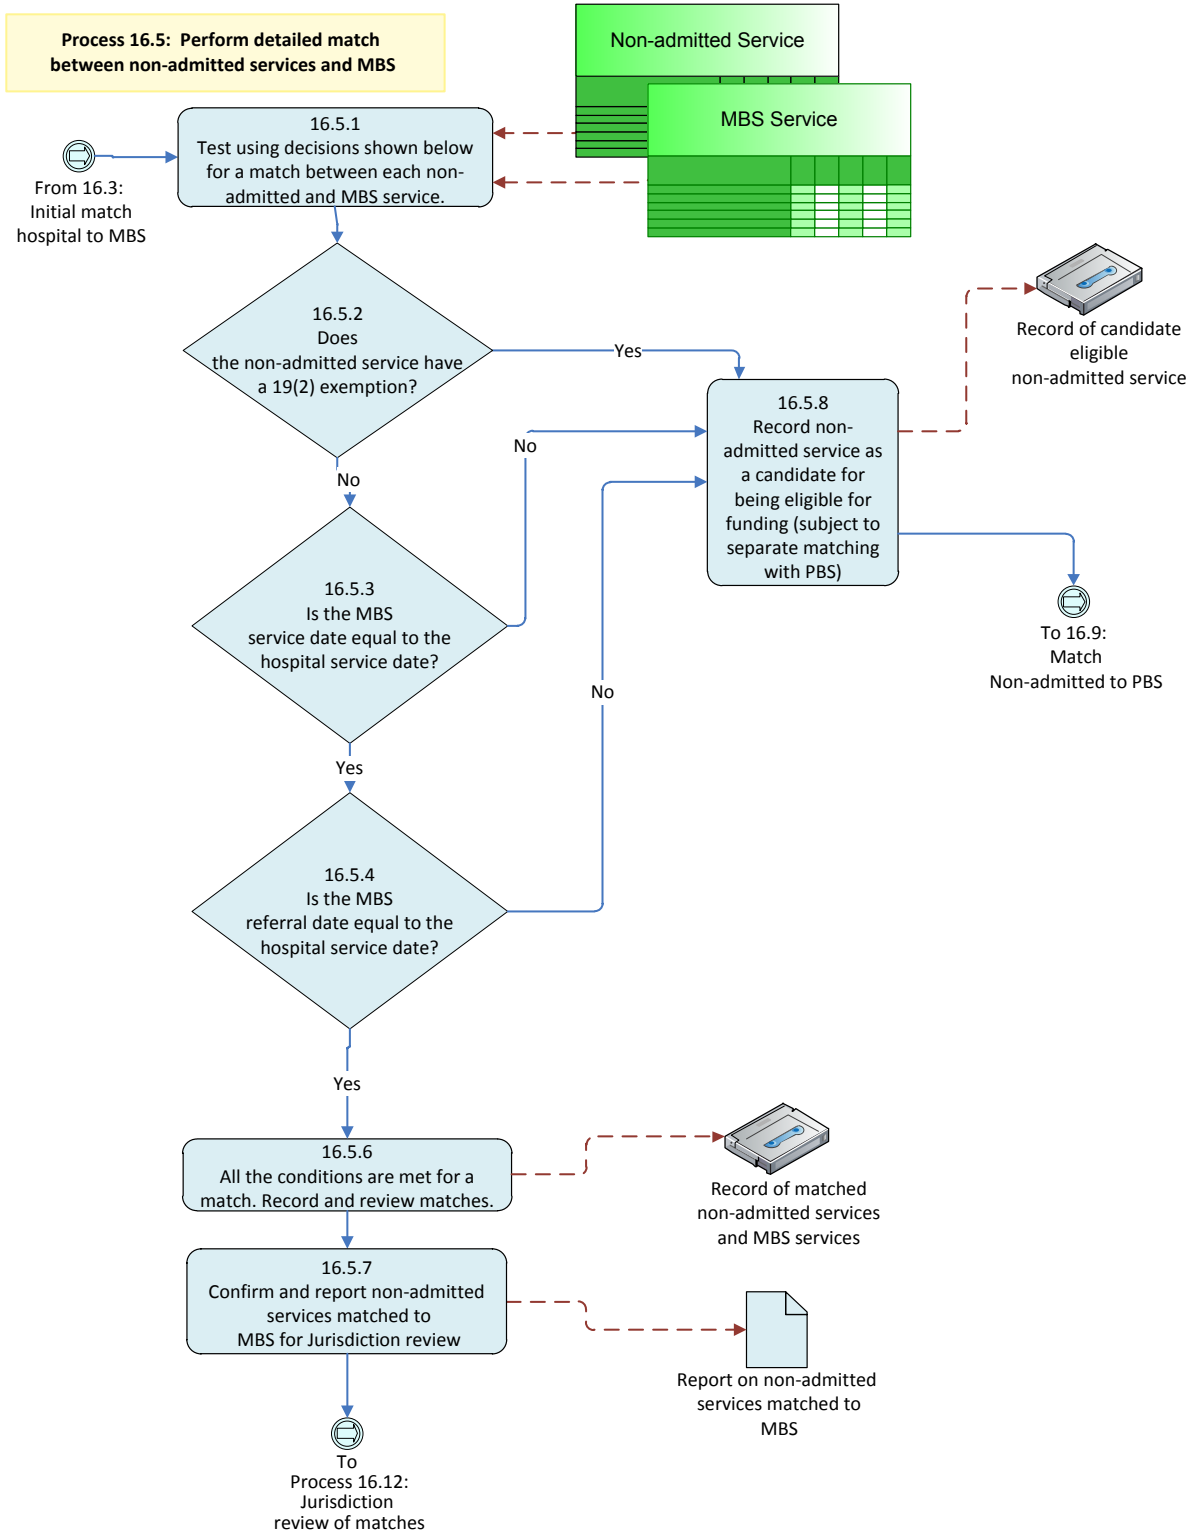 Process 16.5:  Perform detailed match
between non-admitted services and MBS
Non-admitted Service
MBS Service
16.5.1
Test using decisions shown below
for a match between each non-
admitted and MBS service.
From 16.3:
Initial match
hospital to MBS
16.5.2
Does
the non-admitted service have
a 19(2) exemption?
Yes
No
Record of candidate
eligible
non-admitted service
16.5.8
Record non-
admitted service as
a candidate for
being eligible for
funding (subject to
separate matching
with PBS)
No
16.5.3
Is the MBS
service date equal to the
hospital service date?
To 16.9:
Match
Non-admitted to PBS
No
Yes
16.5.4
Is the MBS
referral date equal to the
hospital service date?
Yes
16.5.6
All the conditions are met for a
match. Record and review matches.
Record of matched
non-admitted services
and MBS services
16.5.7
Confirm and report non-admitted
services matched to
MBS for Jurisdiction review
Report on non-admitted
services matched to
MBS
To
Process 16.12:
Jurisdiction
review of matches